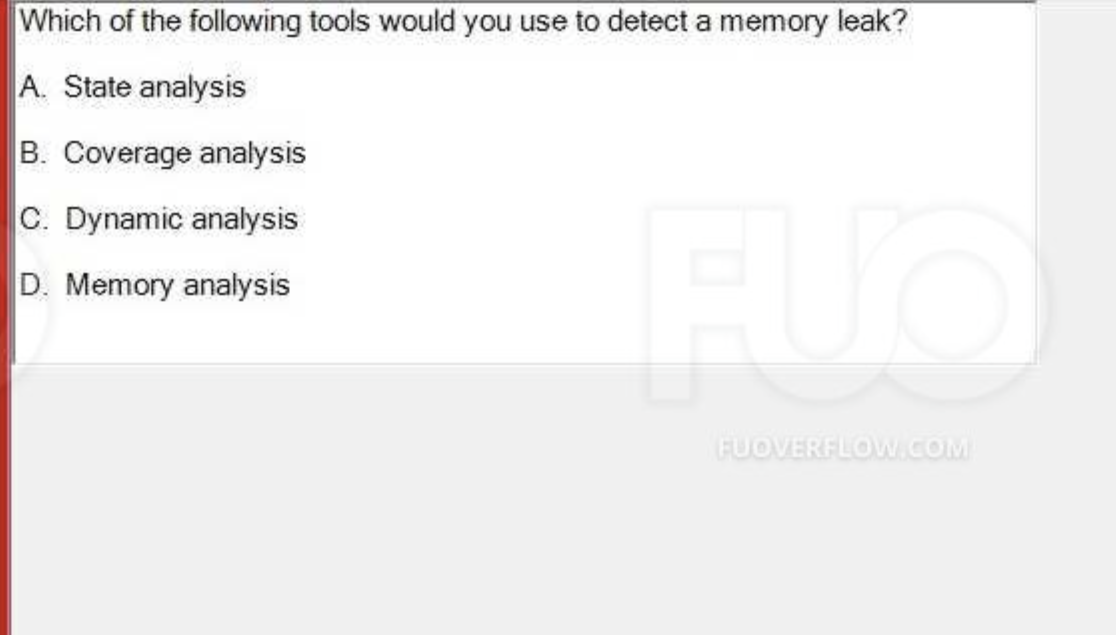 Which of the following tools would you use to detect a memory leak?
A. State analysis
B. Coverage analysis
C. Dynamic analysis
D. Memory analysis
FUO
FUOVERFLOW.COM